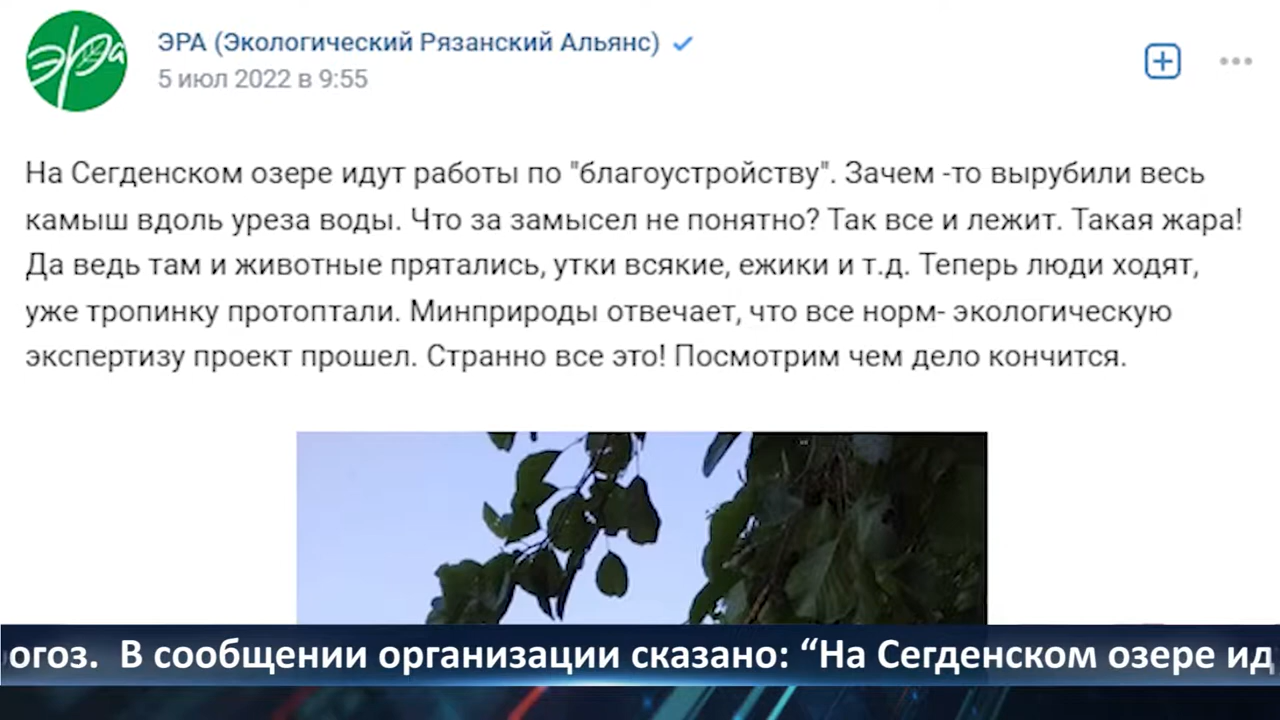 эра
ЭРА (Экологический Рязанский Альянс)
5 июл 2022 в 9:55
На Сегденском озере идут работы по "благоустройству". Зачем -то вырубили весь
камыш вдоль уреза воды. Что за замысел не понятно? Так все и лежит. Такая жара!
Да ведь там и животные прятались, утки всякие, ежики и т.д. Теперь люди ходят,
уже тропинку протоптали. Минприроды отвечает, что все норм- экологическую
экспертизу проект прошел. Странно все это! Посмотрим чем дело кончится.
огоз. В сообщении организации сказано: “На Сегденском озере ид